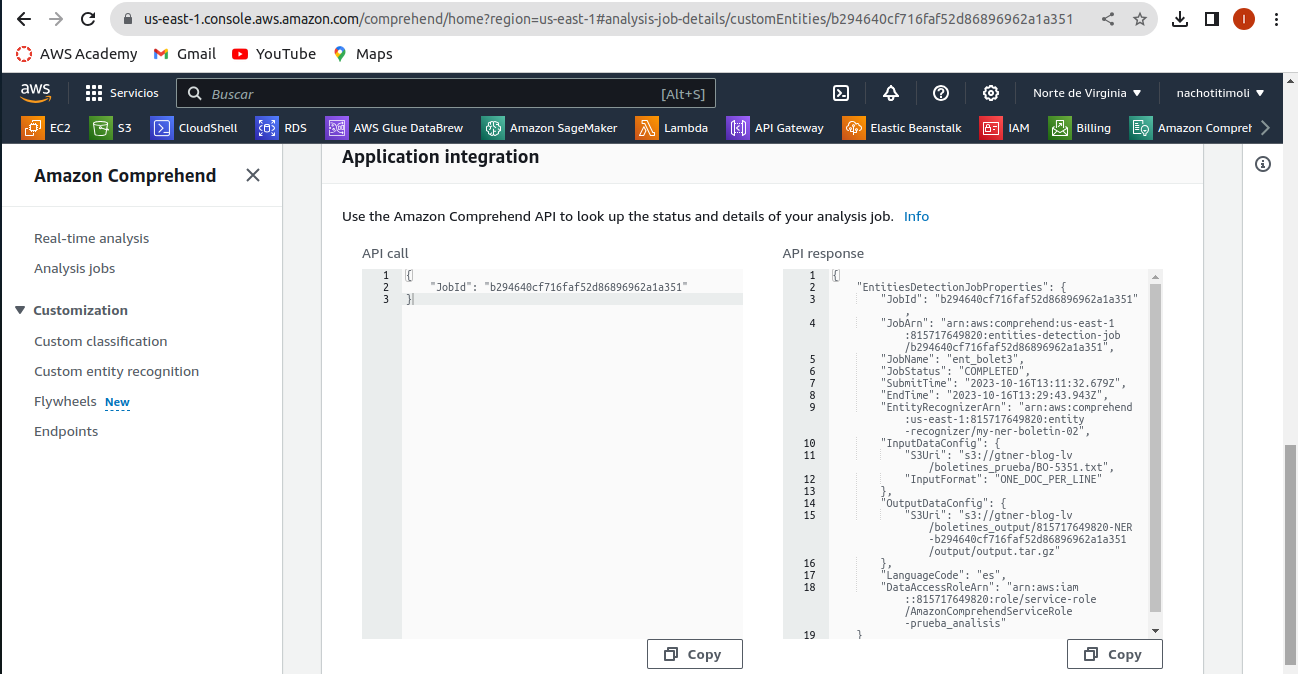 us-east-1.console.aws.amazon.com/comprehend/home?region=us-east-1#analysis-job-details/customEntities/b294640cf716faf52d86896962a1a351
I
AWS Academy Gmail YouTube Maps
aws Servicios Buscar [Alt+S] Norte de Virginia nachotitimoli
EC2 S3 CloudShell RDS AWS Glue DataBrew Amazon SageMaker Lambda API Gateway Elastic Beanstalk IAM Billing Amazon Compreh
Amazon Comprehend
Real-time analysis
Analysis jobs
Customization
Custom classification
Custom entity recognition
Flywheels New
Endpoints
Application integration
Use the Amazon Comprehend API to look up the status and details of your analysis job. Info
API call
1 {
2 "JobId": "b294640cf716faf52d86896962a1a351"
3 }
Copy
API response
1 {
2 "EntitiesDetectionJobProperties": {
3 "JobId": "b294640cf716faf52d86896962a1a351"
,
4 "JobArn": "arn:aws:comprehend:us-east-1
:815717649820:entities-detection-job
/b294640cf716faf52d86896962a1a351",
5 "JobName": "ent_bolet3",
6 "JobStatus": "COMPLETED",
7 "SubmitTime": "2023-10-16T13:11:32.679Z",
8 "EndTime": "2023-10-16T13:29:43.943Z",
9 "EntityRecognizerArn": "arn:aws:comprehend
:us-east-1:815717649820:entity
-recognizer/my-ner-boletin-02",
10 "InputDataConfig": {
11 "S3Uri": "s3://gtner-blog-lv
/boletines_prueba/BO-5351.txt",
12 "InputFormat": "ONE_DOC_PER_LINE"
13 },
14 "OutputDataConfig": {
15 "S3Uri": "s3://gtner-blog-lv
/boletines_output/815717649820-NER
-b294640cf716faf52d86896962a1a351
/output/output.tar.gz"
16 },
17 "LanguageCode": "es",
18 "DataAccessRoleArn": "arn:aws:iam
::815717649820:role/service-role
/AmazonComprehendServiceRole
-prueba_analisis"
19 }
Copy